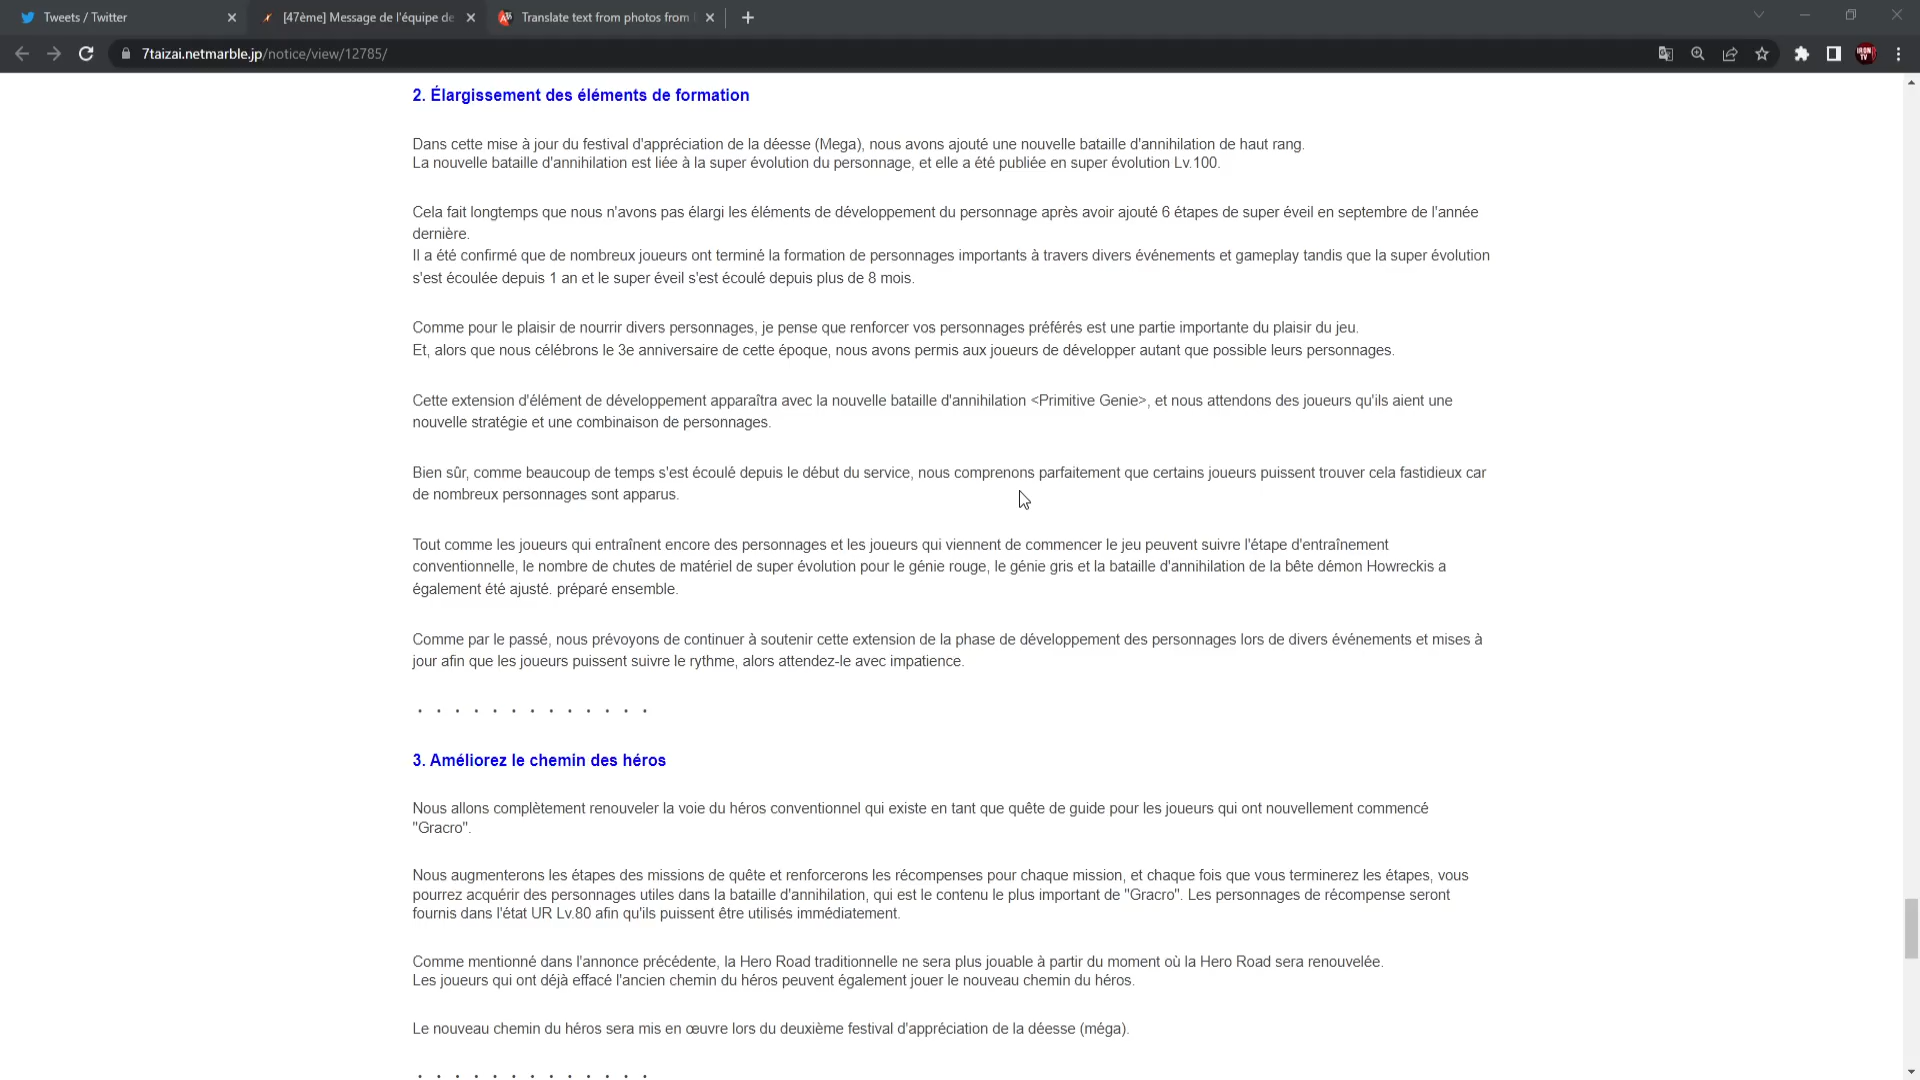 Tweets / Twitter
[47ème] Message de l'équipe de
Translate text from photos from
7taizai.netmarble.jp/notice/view/12785/
2. Élargissement des éléments de formation
Dans cette mise à jour du festival d'appréciation de la déesse (Mega), nous avons ajouté une nouvelle bataille d'annihilation de haut rang.
La nouvelle bataille d'annihilation est liée à la super évolution du personnage, et elle a été publiée en super évolution Lv.100.
Cela fait longtemps que nous n'avons pas élargi les éléments de développement du personnage après avoir ajouté 6 étapes de super éveil en septembre de l'année
dernière.
Il a été confirmé que de nombreux joueurs ont terminé la formation de personnages importants à travers divers événements et gameplay tandis que la super évolution
s'est écoulée depuis 1 an et le super éveil s'est écoulé depuis plus de 8 mois.
Comme pour le plaisir de nourrir divers personnages, je pense que renforcer vos personnages préférés est une partie importante du plaisir du jeu.
Et, alors que nous célébrons le 3e anniversaire de cette époque, nous avons permis aux joueurs de développer autant que possible leurs personnages.
Cette extension d'élément de développement apparaîtra avec la nouvelle bataille d'annihilation <Primitive Genie>, et nous attendons des joueurs qu'ils aient une
nouvelle stratégie et une combinaison de personnages.
Bien sûr, comme beaucoup de temps s'est écoulé depuis le début du service, nous comprenons parfaitement que certains joueurs puissent trouver cela fastidieux car
de nombreux personnages sont apparus.
Tout comme les joueurs qui entraînent encore des personnages et les joueurs qui viennent de commencer le jeu peuvent suivre l'étape d'entraînement
conventionnelle, le nombre de chutes de matériel de super évolution pour le génie rouge, le génie gris et la bataille d'annihilation de la bête démon Howreckis a
également été ajusté. préparé ensemble.
Comme par le passé, nous prévoyons de continuer à soutenir cette extension de la phase de développement des personnages lors de divers événements et mises à
jour afin que les joueurs puissent suivre le rythme, alors attendez-le avec impatience.
・・・・・・・・・・・・・
3. Améliorez le chemin des héros
Nous allons complètement renouveler la voie du héros conventionnel qui existe en tant que quête de guide pour les joueurs qui ont nouvellement commencé
"Gracro".
Nous augmenterons les étapes des missions de quête et renforcerons les récompenses pour chaque mission, et chaque fois que vous terminerez les étapes, vous
pourrez acquérir des personnages utiles dans la bataille d'annihilation, qui est le contenu le plus important de "Gracro". Les personnages de récompense seront
fournis dans l'état UR Lv.80 afin qu'ils puissent être utilisés immédiatement.
Comme mentionné dans l'annonce précédente, la Hero Road traditionnelle ne sera plus jouable à partir du moment où la Hero Road sera renouvelée.
Les joueurs qui ont déjà effacé l'ancien chemin du héros peuvent également jouer le nouveau chemin du héros.
Le nouveau chemin du héros sera mis en œuvre lors du deuxième festival d'appréciation de la déesse (méga).
・・・・・・・・・・・・・